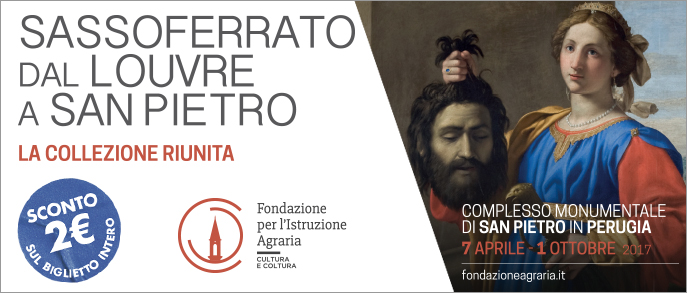 SASSOFERRATO
DAL LOUVRE
A SAN PIETRO
LA COLLEZIONE RIUNITA
SCONTO
2€
SUL BIGLIETTO INTERO
Fondazione
per l'Istruzione
Agraria
CULTURA
E COLTURA
COMPLESSO MONUMENTALE
DI SAN PIETRO IN PERUGIA
7 APRILE - 1 OTTOBRE 2017
fondazioneagraria.it